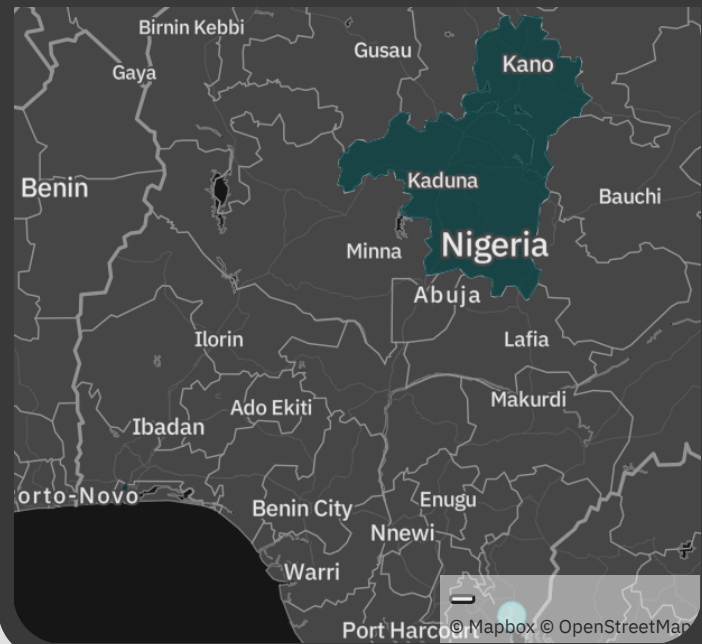 Birnin Kebbi
Gusau
Kano
Gaya
Kaduna
Benin
Bauchi
Minna
Nigeria
Abuja
Ilorin
Lafia
Ado Ekiti
Makurdi
Ibadan
orto-Novo
Benin City
Enugu
Nnewi
Warri
Port Harcourt
© Mapbox © OpenStreetMap